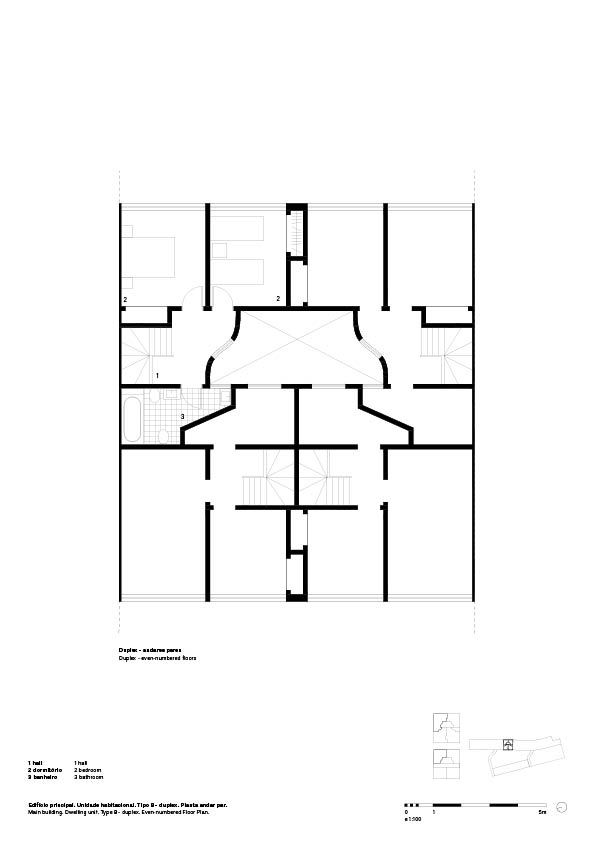 2
2
1
3
Duplex - andares pares
Duplex - even-numbered floors
1 hall 1 hall
2 dormitório 2 bedroom
3 banheiro 3 bathroom
Edifício principal. Unidade habitacional. Tipo B - duplex. Planta andar par.
Main building. Dwelling unit. Type B - duplex. Even-numbered Floor Plan.
0 1 5m
e 1:100